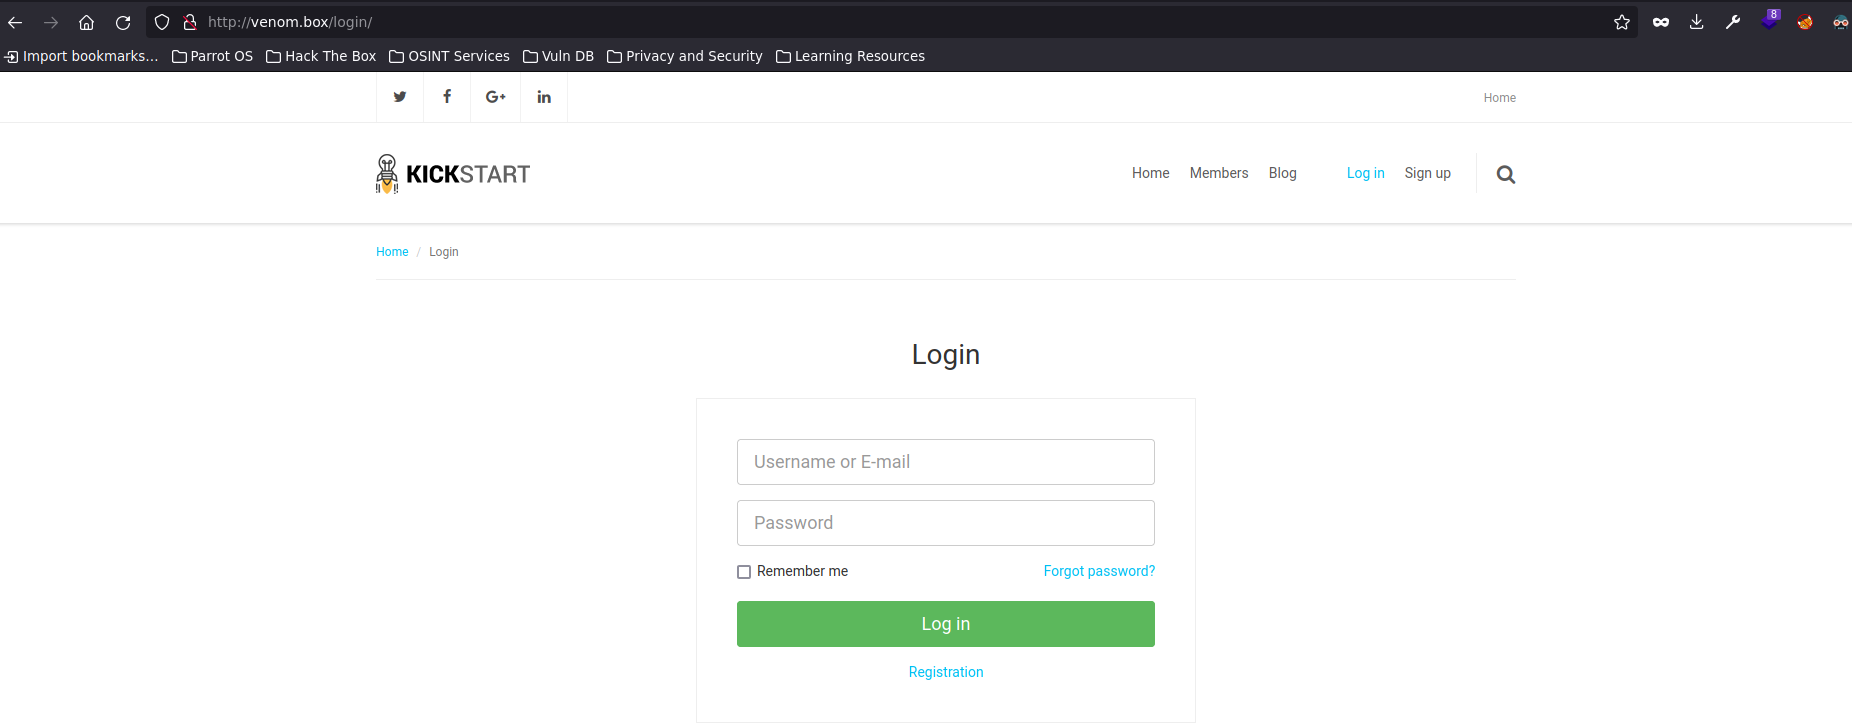 http://venom.box/login/
8
Import bookmarks... Parrot OS Hack The Box OSINT Services Vuln DB Privacy and Security Learning Resources
G+ in Home
KICKSTART Home Members Blog Log in Sign up
Home / Login
Login
Username or E-mail
Password
Remember me Forgot password?
Log in
Registration